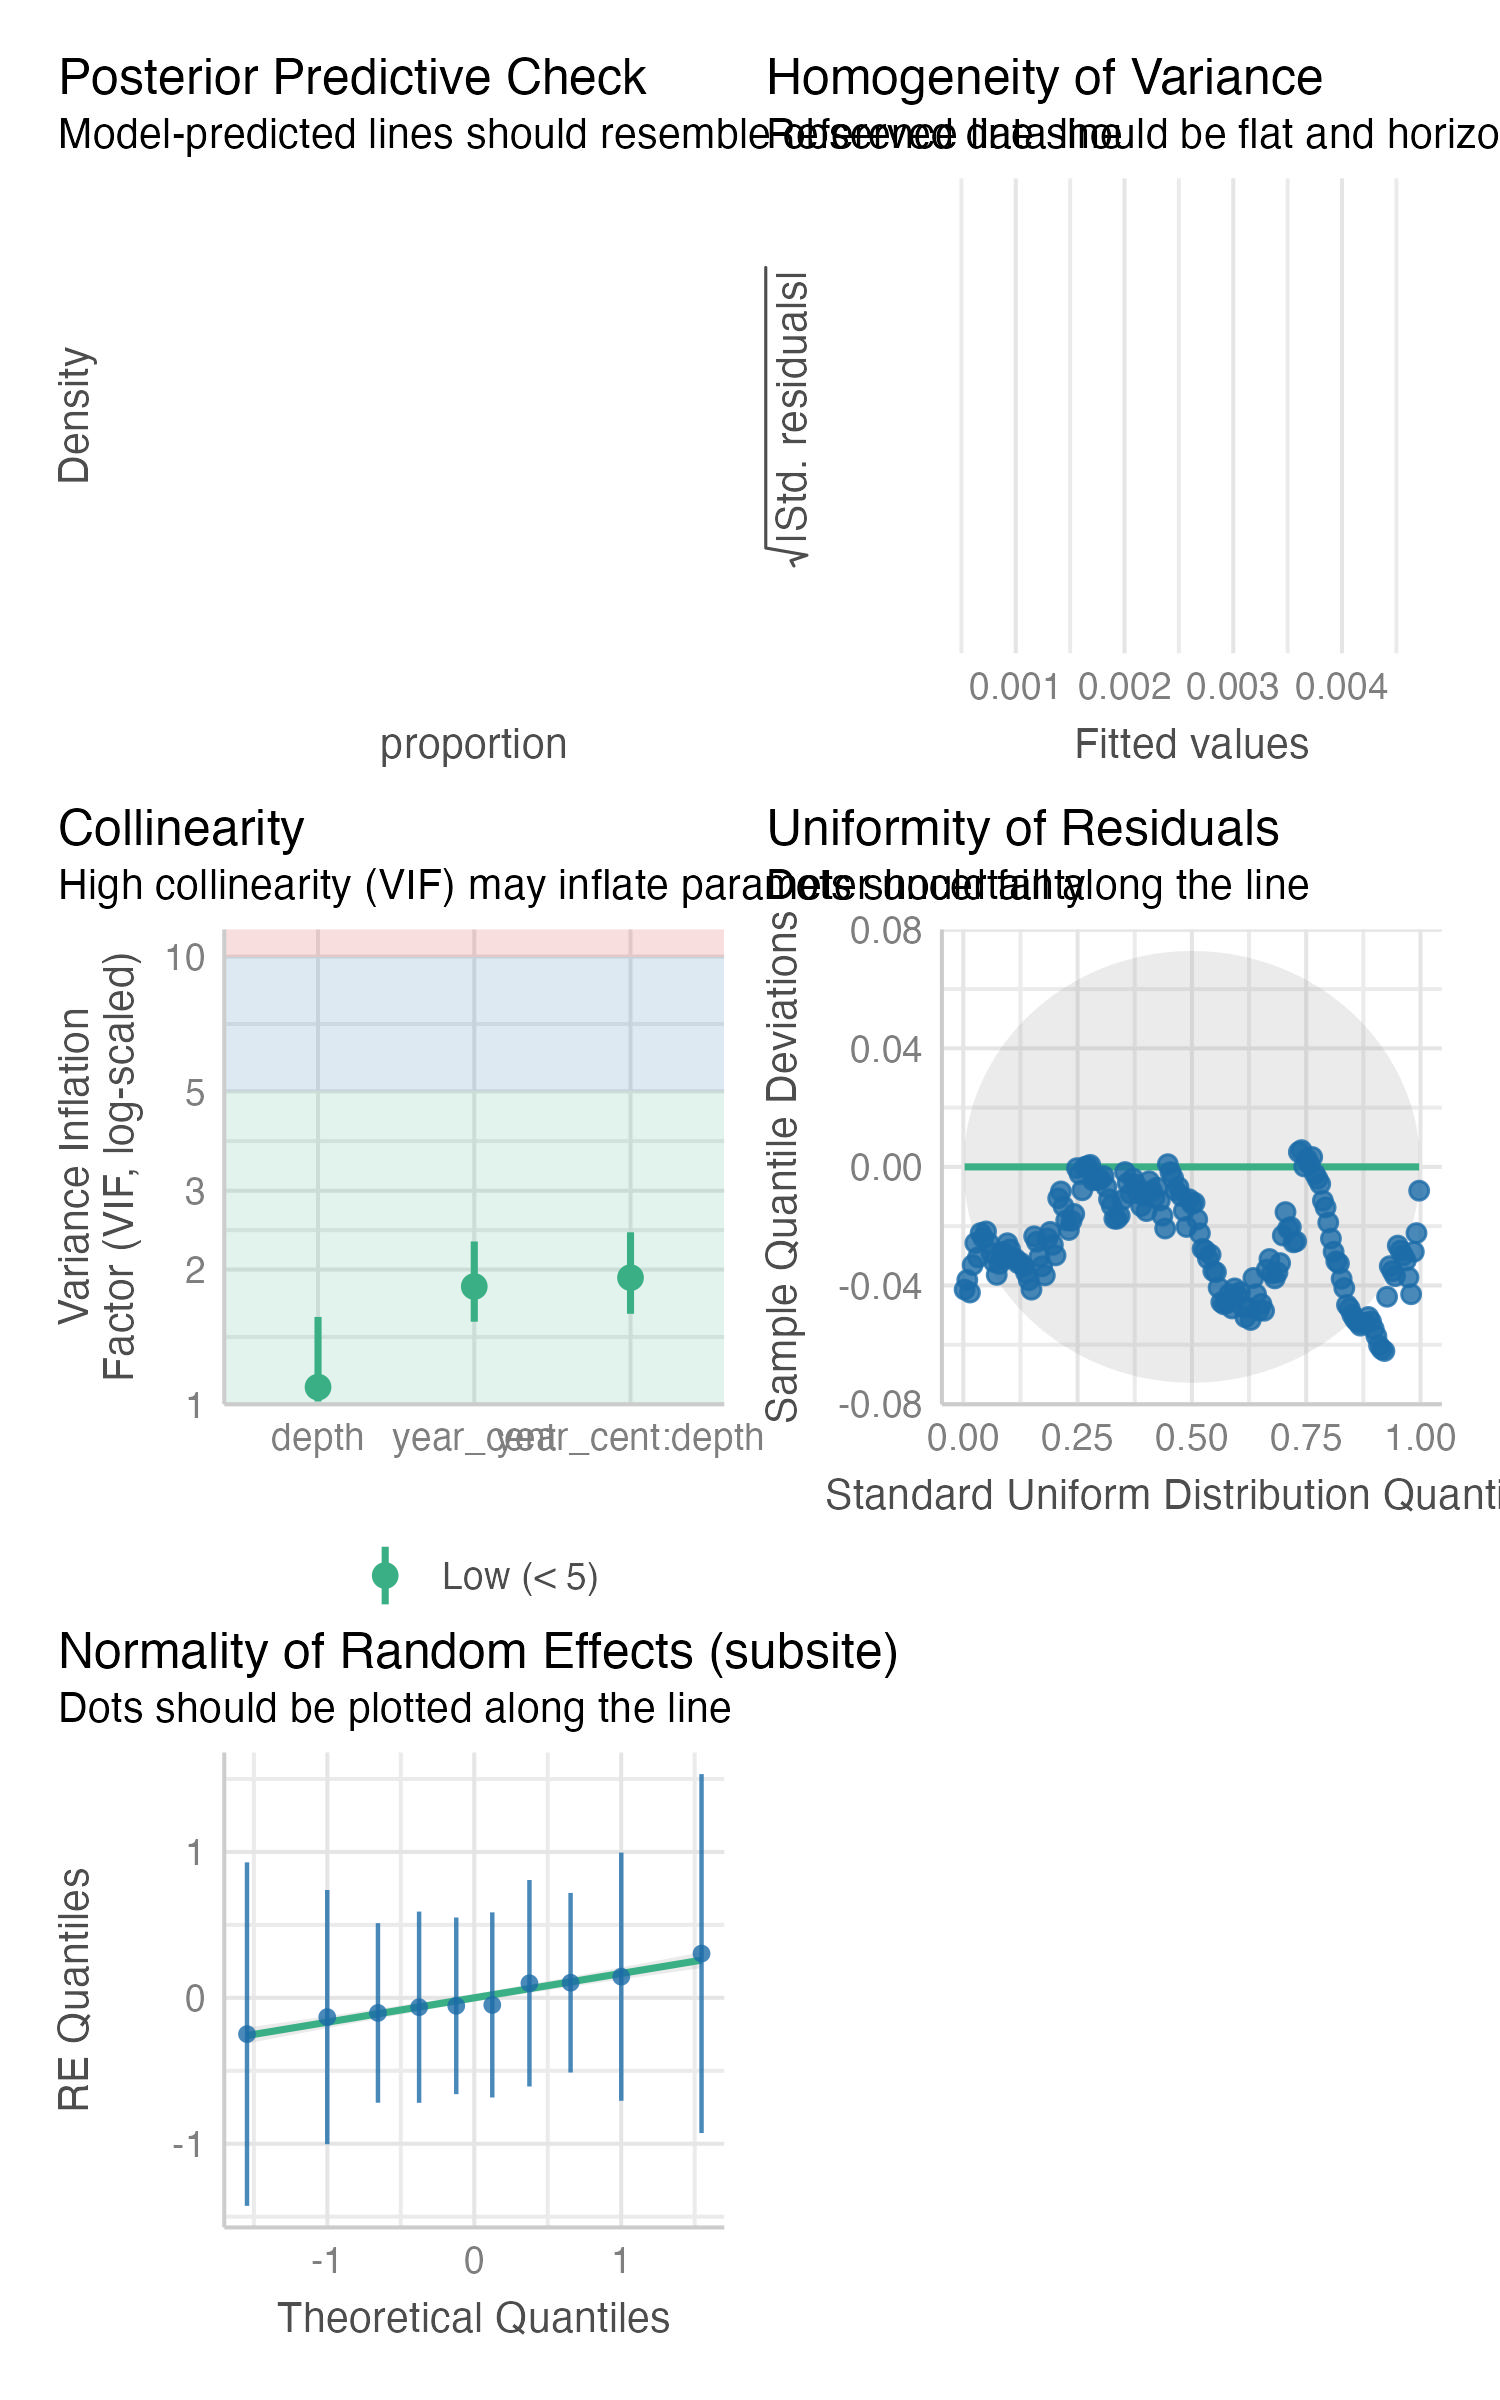 Posterior Predictive Check
Model-predicted lines should resemble observed data line
Density
proportion
Homogeneity of Variance
Reference line should be flat and horizo
√|Std. residuals|
0.001 0.002 0.003 0.004
Fitted values
Collinearity
High collinearity (VIF) may inflate parameter uncertainty
Variance Inflation
Factor (VIF, log-scaled)
10
5
3
2
1
depth year_cent year_cent:depth
Low (< 5)
Uniformity of Residuals
Dots should fall along the line
Sample Quantile Deviations
0.08
0.04
0.00
-0.04
-0.08
0.00 0.25 0.50 0.75 1.00
Standard Uniform Distribution Quanti
Normality of Random Effects (subsite)
Dots should be plotted along the line
RE Quantiles
1
0
-1
-1 0 1
Theoretical Quantiles